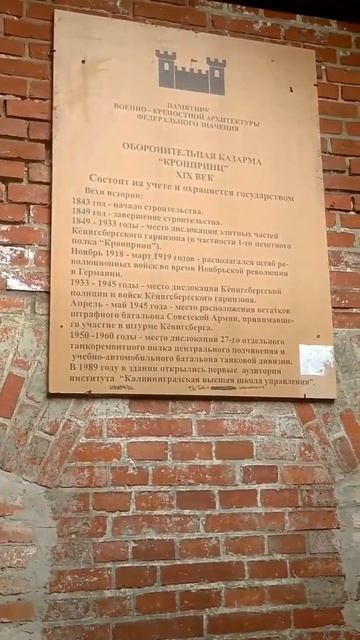 ПАМЯТНИК
ВОЕННО - КРЕПОСТНОЙ АРХИТЕКТУРЫ
ФЕДЕРАЛЬНОГО ЗНАЧЕНИЯ
ОБОРОНИТЕЛЬНАЯ КАЗАРМА
"КРОНПРИНЦ"
XIX ВЕК
Состоит на учете и охраняется государством
Вехи истории:
1843 год - начало строительства.
1849 год - завершение строительства.
1849 - 1933 годы - место дислокации элитных частей
Кёнигсбергского гарнизона (в частности 1-го пехотного
полка "Кронпринц").
Ноябрь 1918 - март 1919 годов - располагался штаб ре-
волюционных войск во время Ноябрьской революции
в Германии.
1933 - 1945 годы - место дислокации Кёнигсбергской
полиции и войск Кёнигсбергского гарнизона.
Апрель - май 1945 года - место расположения остатков
штрафного батальона Советской Армии, принимавше-
го участие в штурме Кёнигсберга.
1950 -1960 годы - место дислокации 27-го отдельного
танкоремонтного полка центрального подчинения и
учебно-автомобильного батальона танковой дивизии.
В 1989 году в здании открылись первые аудитории
института "Калининградская высшая школа управления".